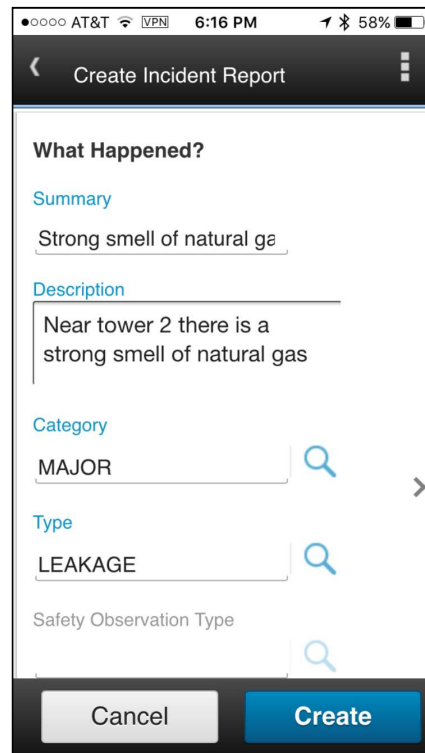 AT&T VPN 6:16 PM 58%
Create Incident Report
What Happened?
Summary
Strong smell of natural ga
Description
Near tower 2 there is a
strong smell of natural gas
Category
MAJOR
Type
LEAKAGE
Safety Observation Type
Cancel Create